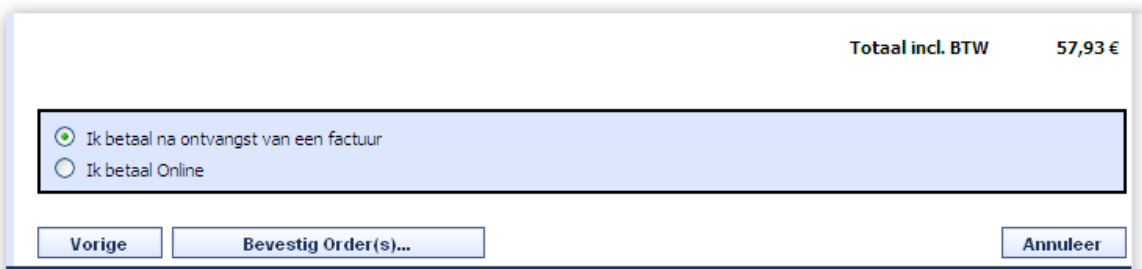 Totaal incl. BTW 57,93 €
Ik betaal na ontvangst van een factuur
Ik betaal Online
Vorige Bevestig Order(s)... Annuleer